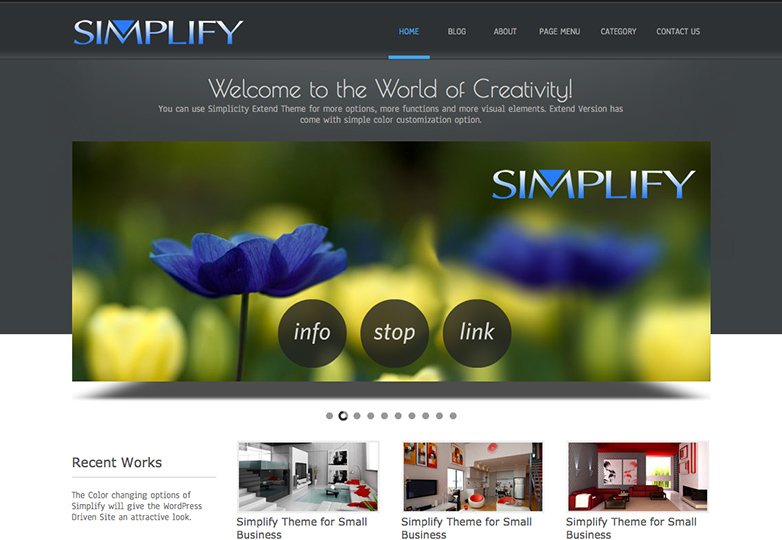 SIMPLIFY
HOME BLOG ABOUT PAGE MENU CATEGORY CONTACT US
Welcome to the World of Creativity!
You can use Simplicity Extend Theme for more options, more functions and more visual elements. Extend Version has
come with simple color customization option.
SIMPLIFY
info stop link
Recent Works
The Color changing options of
Simplify will give the WordPress
Driven Site an attractive look.
Simplify Theme for Small
Business
Simplify Theme for Small
Business
Simplify Theme for Small
Business